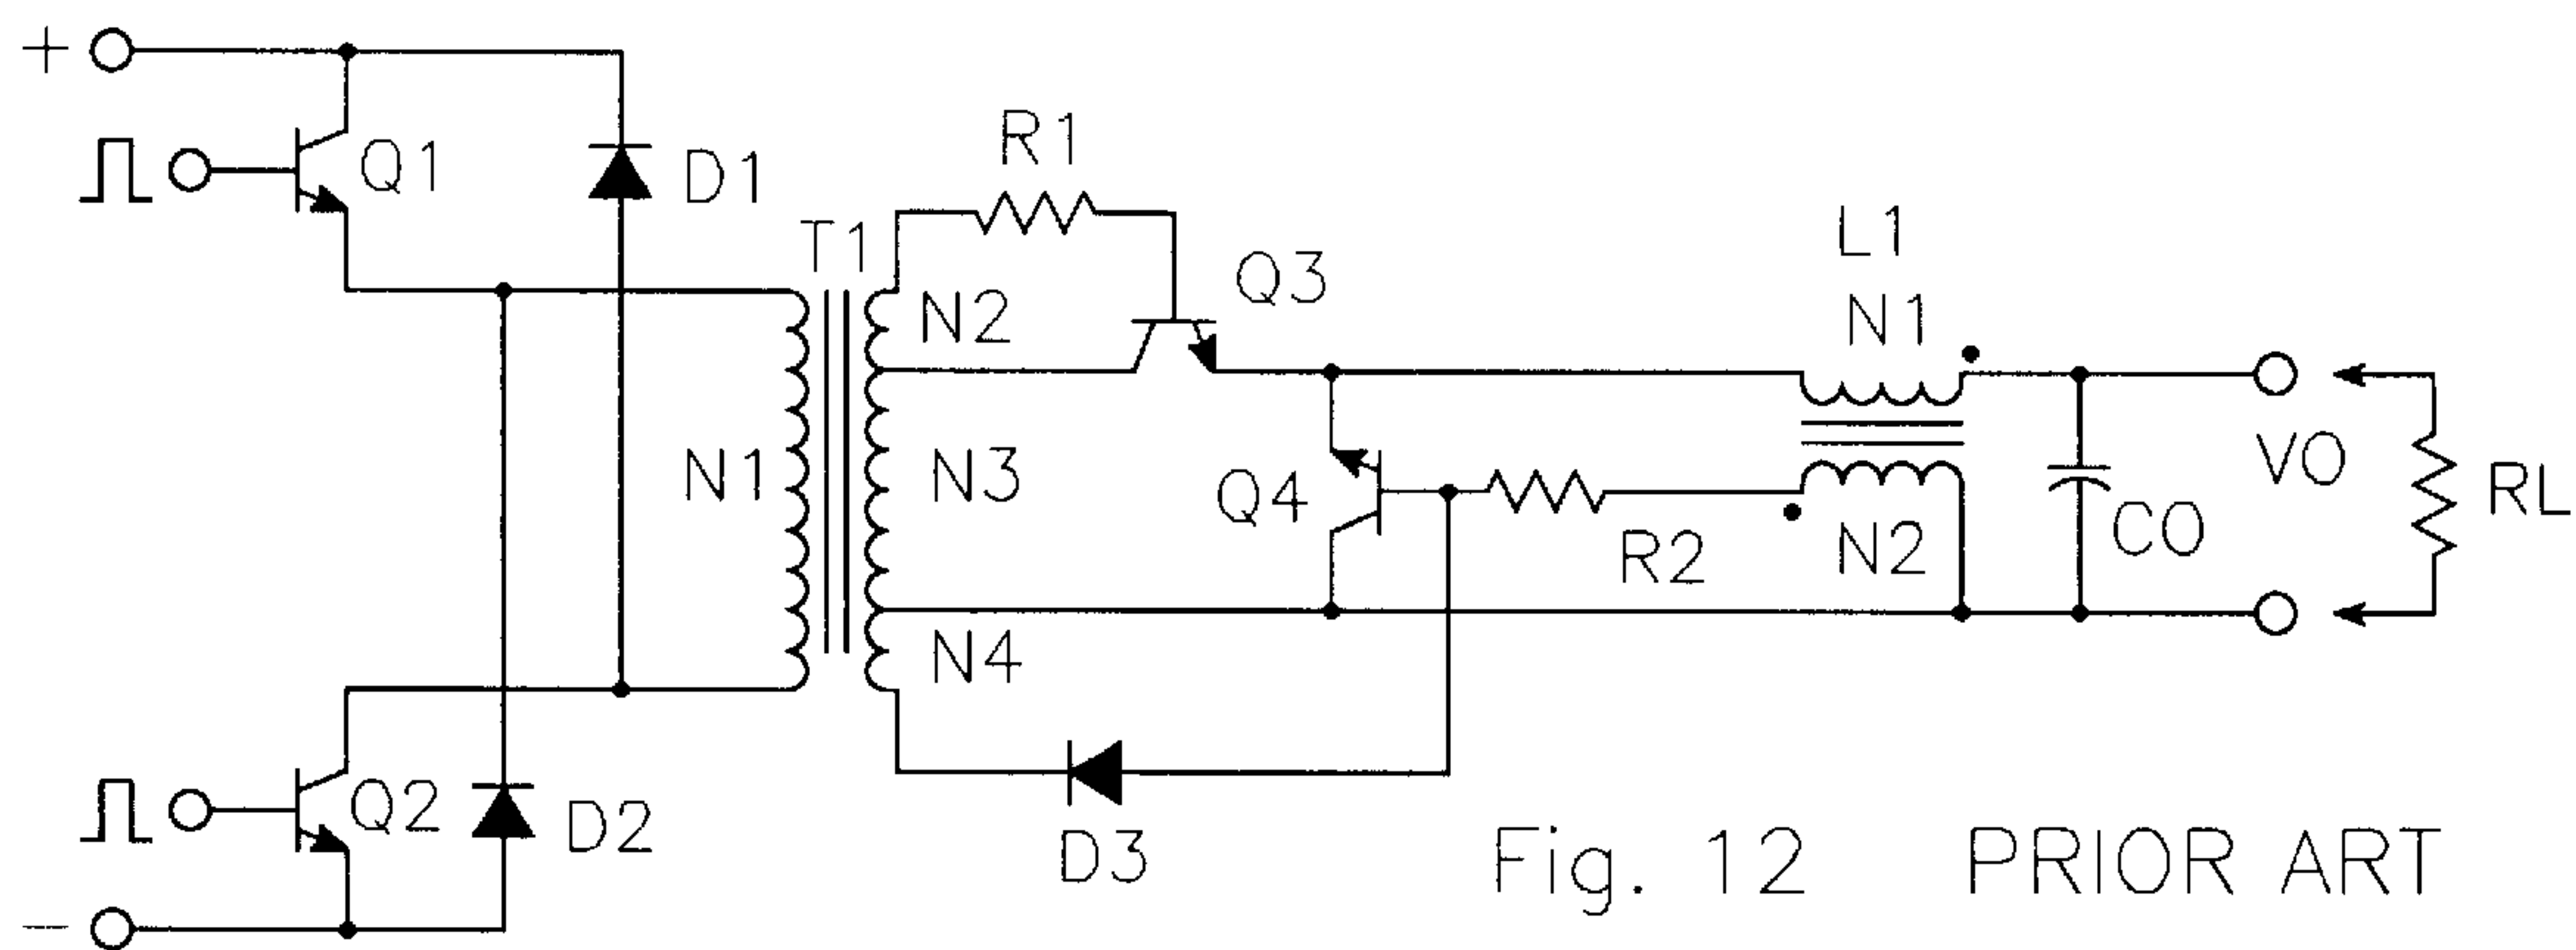 +
Q1
D1
R1
T1
N2
Q3
L1
N1
N1
N3
Q4
R2
N2
VO
CO
RL
N4
Q2
D2
D3
-
Fig. 12 PRIOR ART